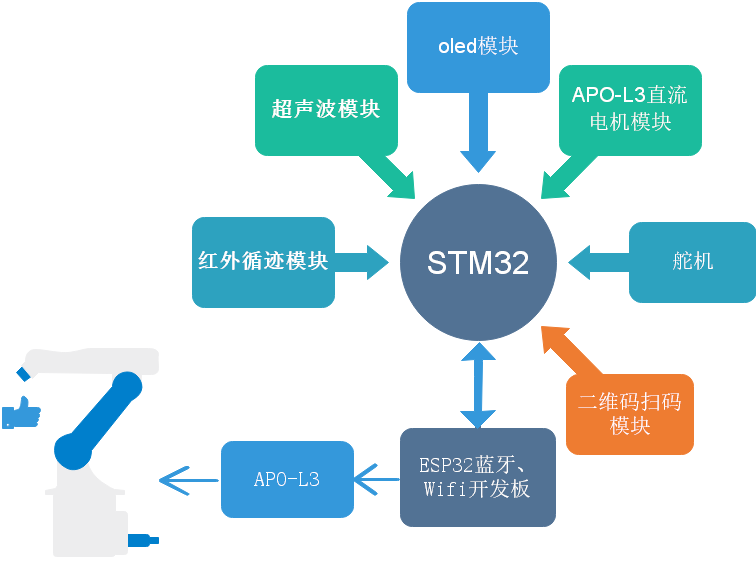 oled模块
超声波模块
APO-L3直流
电机模块
红外循迹模块
STM32
舵机
二维码扫码
模块
ESP32蓝牙、
Wifi开发板
APO-L3